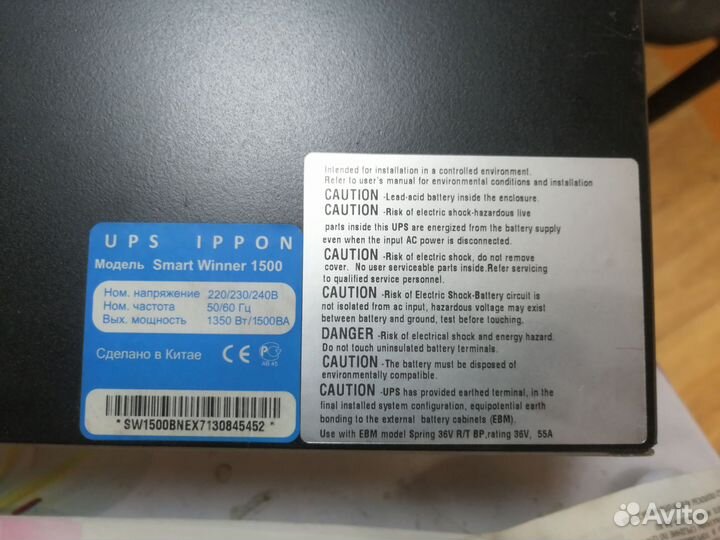 UPS IPPON
Модель Smart Winner 1500
Ном. напряжение 220/230/240В
Ном. частота 50/60 Гц
Вых. мощность 1350 Вт/1500ВА
Сделано в Китае CE РС
АВ 45
*SW1500BNEX7130845452*
Intended for installation in a controlled environment.
Refer to user's manual for environmental conditions and installation
CAUTION -Lead-acid battery inside the enclosure.
CAUTION -Risk of electric shock-hazardous live
parts inside this UPS are energized from the battery supply
even when the input AC power is disconnected.
CAUTION -Risk of electric shock, do not remove
cover. No user serviceable parts inside.Refer servicing
to qualified service personnel.
CAUTION -Risk of Electric Shock-Battery circuit is
not isolated from ac input, hazardous voltage may exist
between battery and ground, test before touching.
DANGER -Risk of electrical shock and energy hazard.
Do not touch uninsulated battery terminals.
CAUTION -The battery must be disposed of
environmentally compatible.
CAUTION -UPS has provided earthed terminal, in the
final installed system configuration, equipotential earth
bonding to the external battery cabinets (EBM).
Use with EBM model Spring 36V R/T BP,rating 36V, 55A
Avito